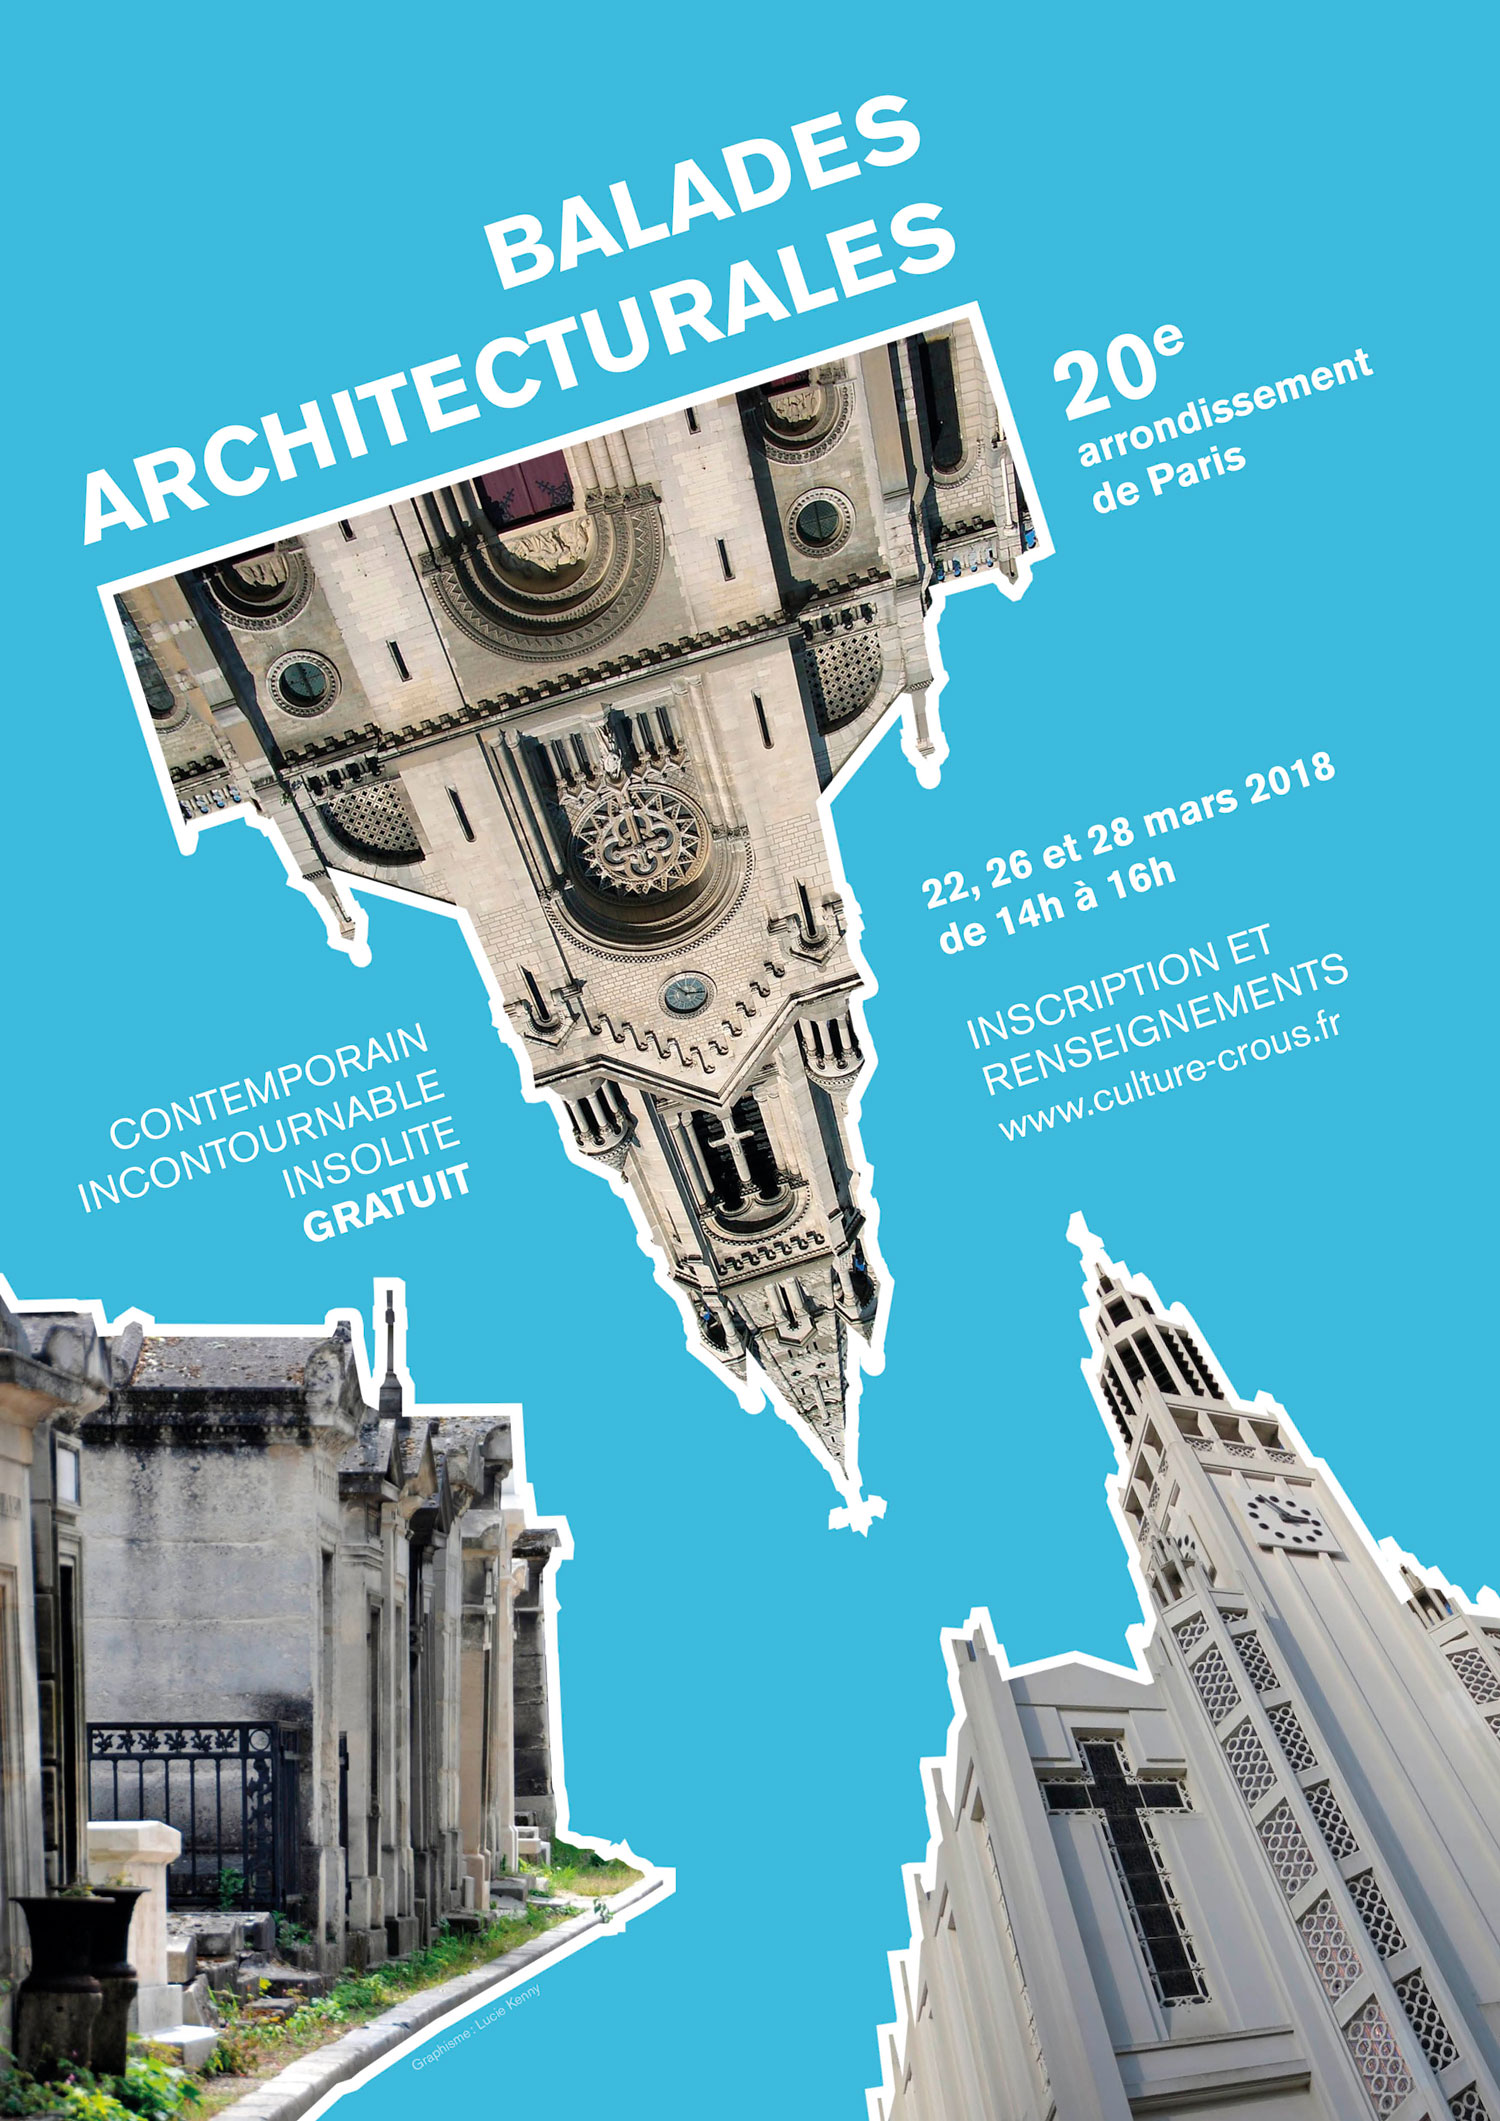 BALADES
ARCHITECTURALES
20e
arrondissement
de Paris
22, 26 et 28 mars 2018
de 14h à 16h
INSCRIPTION ET
RENSEIGNEMENTS
www.culture-crous.fr
CONTEMPORAIN
INCONTOURNABLE
INSOLITE
GRATUIT
Graphisme : Lucie Kenny